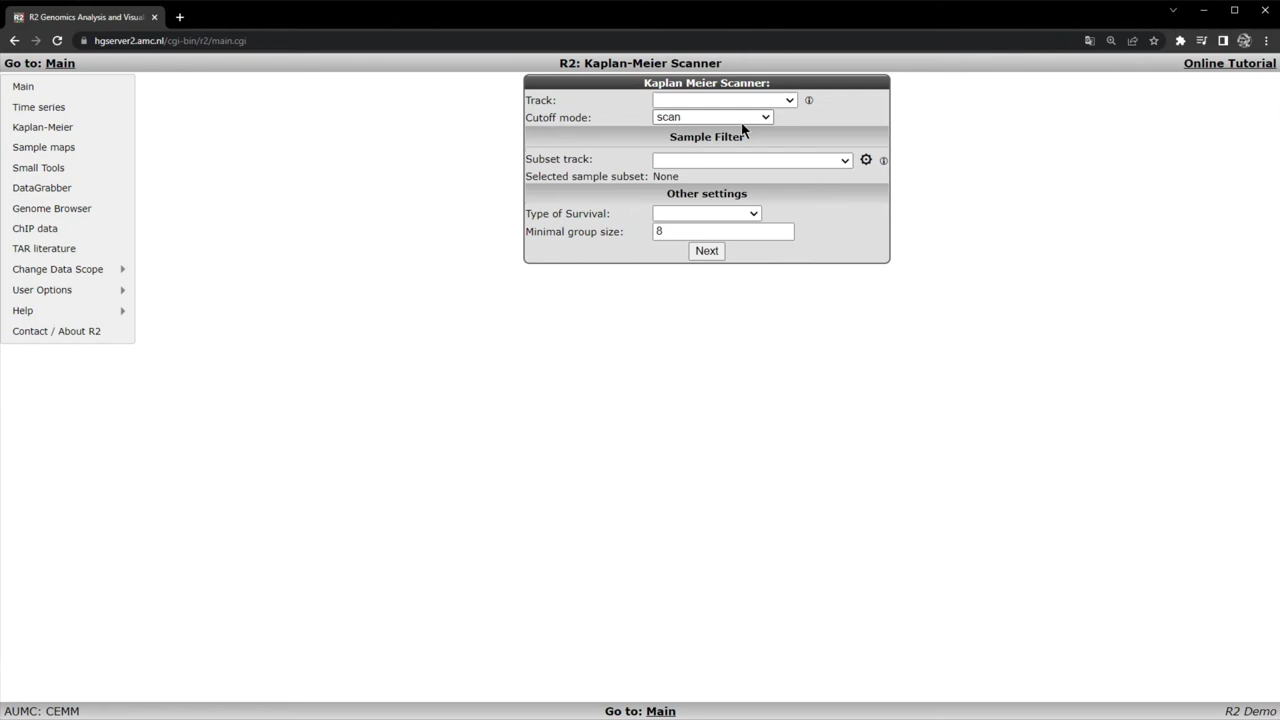 R2 Genomics Analysis and Visual
hgserver2.amc.nl/cgi-bin/r2/main.cgi
Go to: Main
R2: Kaplan-Meier Scanner
Online Tutorial
Main
Time series
Kaplan-Meier
Sample maps
Small Tools
DataGrabber
Genome Browser
ChIP data
TAR literature
Change Data Scope
User Options
Help
Contact / About R2
Kaplan Meier Scanner:
Track:
Cutoff mode: scan
Sample Filter
Subset track:
Selected sample subset: None
Other settings
Type of Survival:
Minimal group size: 8
Next
AUMC: CEMM
Go to: Main
R2 Demo